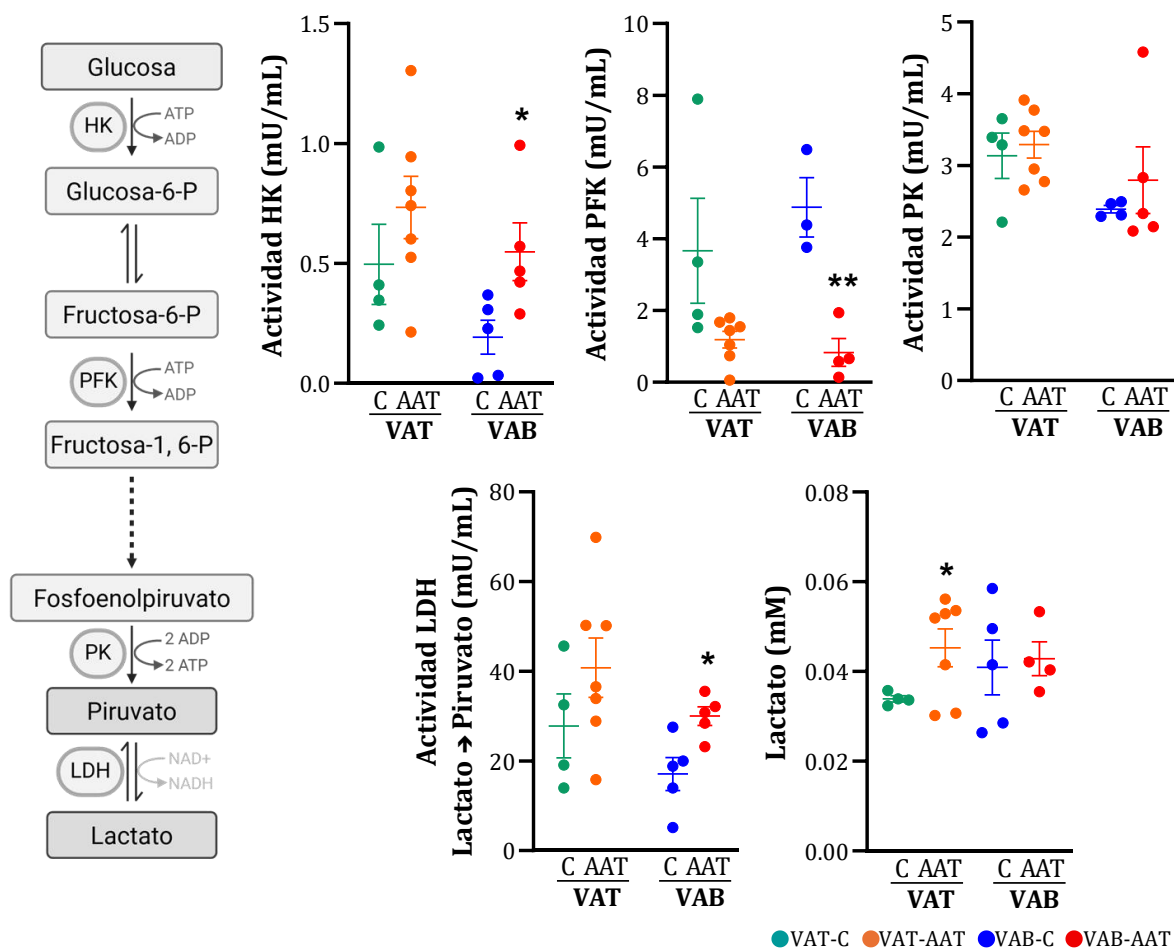 Glucosa
HK
ATP
ADP
Glucosa-6-P
Fructosa-6-P
PFK
ATP
ADP
Fructosa-1, 6-P
Fosfoenolpiruvato
PK
2 ADP
2 ATP
Piruvato
LDH
NAD+
NADH
Lactato
Actividad HK (mU/mL)
1.5
1.0
0.5
0.0
*
C AAT C AAT
VAT VAB
Actividad PFK (mU/mL)
10
8
6
4
2
0
**
C AAT C AAT
VAT VAB
Actividad PK (mU/mL)
5
4
3
2
1
0
C AAT C AAT
VAT VAB
Actividad LDH
Lactato → Piruvato (mU/mL)
80
60
40
20
0
*
C AAT C AAT
VAT VAB
Lactato (mM)
0.08
0.06
0.04
0.02
0.00
*
C AAT C AAT
VAT VAB
VAT-C VAT-AAT VAB-C VAB-AAT